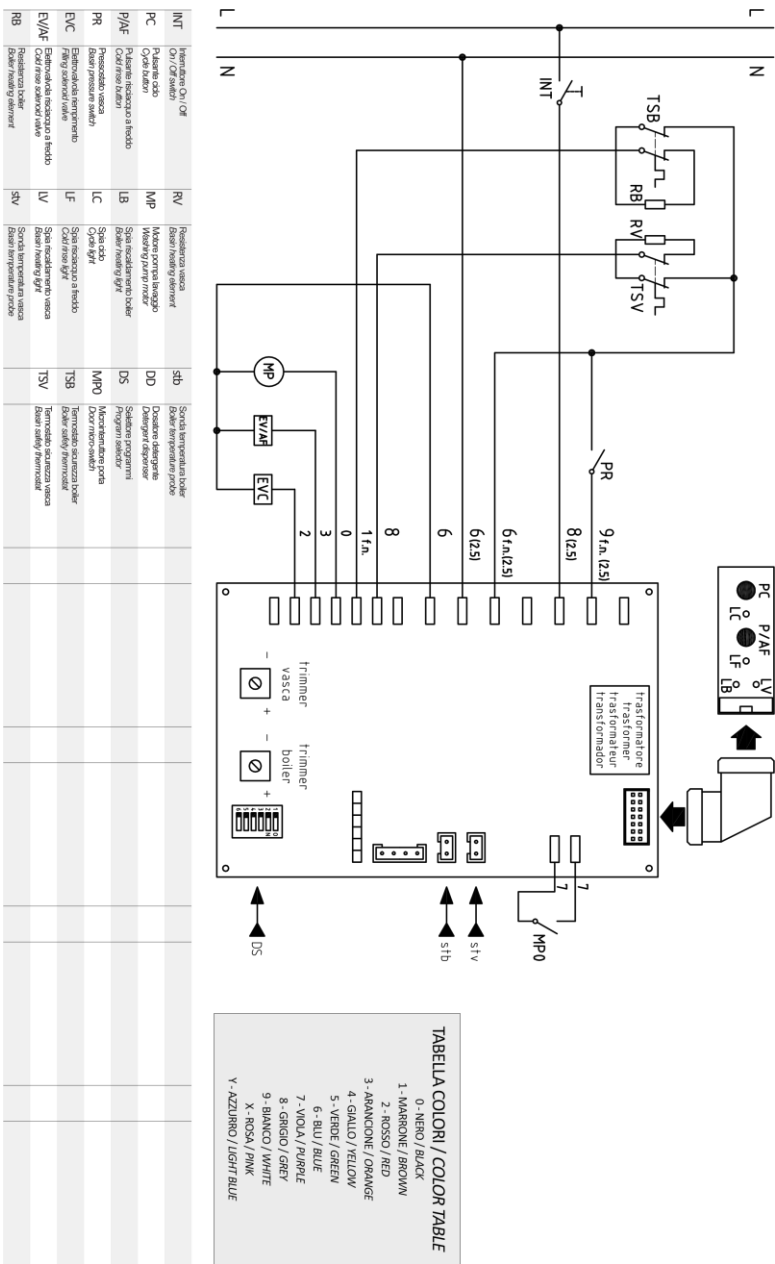 L
N
L
N
INT
TSB
RB
RV
TSV
PR
MP
EV/AF
EVC
2
3
0
1 f.n.
8
6
6 (2.5)
6 f.n.(2.5)
8 (2.5)
9 f.n. (2.5)
PC
LC
P/AF
LF
LB
LV
trasformatore
trasformer
trasformateur
transformador
trimmer
vasca
- +
trimmer
boiler
- +
7
7
MP0
stv
stb
DS
TABELLA COLORI / COLOR TABLE
0 - NERO / BLACK
1 - MARRONE / BROWN
2 - ROSSO / RED
3 - ARANCIONE / ORANGE
4 - GIALLO / YELLOW
5 - VERDE / GREEN
6 - BLU / BLUE
7 - VIOLA / PURPLE
8 - GRIGIO / GREY
9 - BIANCO / WHITE
X - ROSA / PINK
Y - AZZURRO / LIGHT BLUE
INT
Interruttore On / Off
On / Off switch
PC
Pulsante ciclo
Cycle button
P/AF
Pulsante risciacquo a freddo
Cold rinse button
PR
Pressostato vasca
Basin pressure switch
EVC
Elettrovalvola riempimento
Filling solenoid valve
EV/AF
Elettrovalvola risciacquo a freddo
Cold rinse solenoid valve
RB
Resistenza boiler
Boiler heating element
RV
Resistenza vasca
Basin heating element
MP
Motore pompa lavaggio
Washing pump motor
LB
Spia riscaldamento boiler
Boiler heating light
LC
Spia ciclo
Cycle light
LF
Spia risciacquo a freddo
Cold rinse light
LV
Spia riscaldamento vasca
Basin heating light
stv
Sonda temperatura vasca
Basin temperature probe
stb
Sonda temperatura boiler
Boiler temperature probe
DD
Dosatore detergente
Detergent dispenser
DS
Selettore programmi
Program selector
MP0
Microinterruttore porta
Door micro-switch
TSB
Termostato sicurezza boiler
Boiler safety thermostat
TSV
Termostato sicurezza vasca
Basin safety thermostat